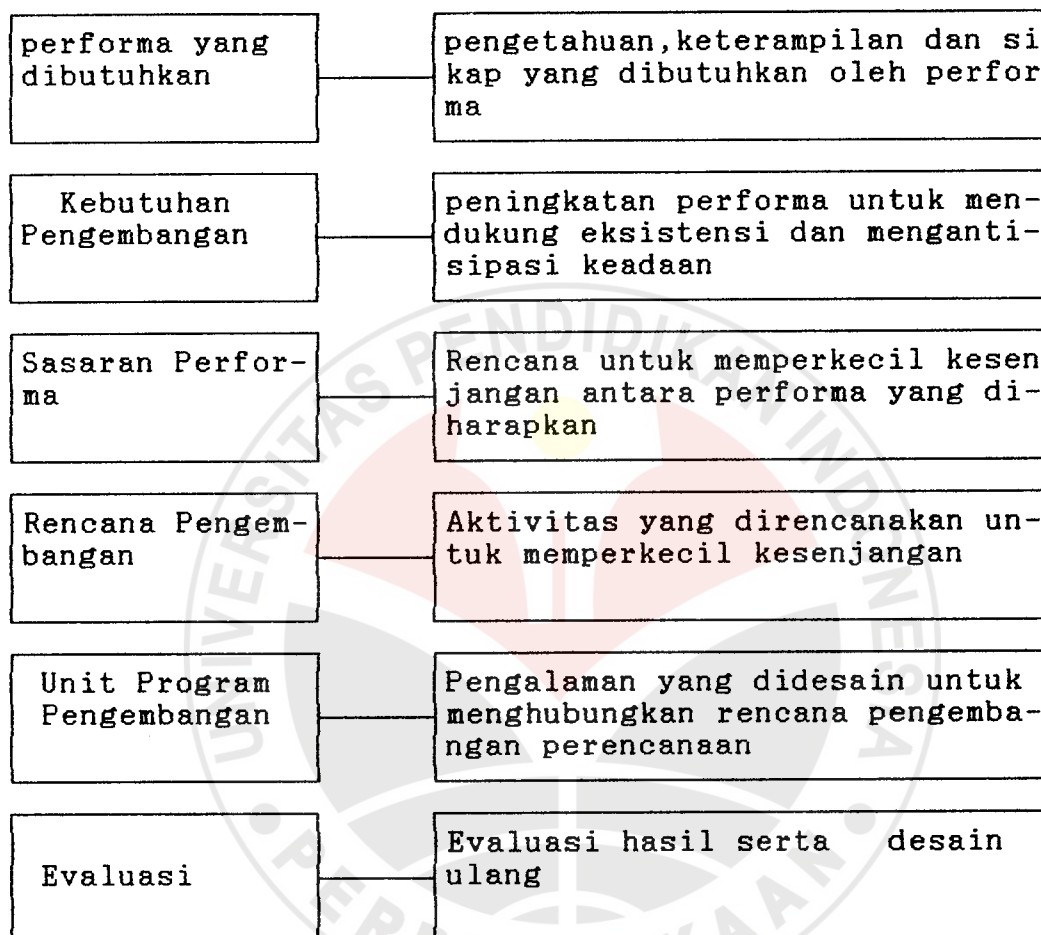 performa yang
dibutuhkan
pengetahuan,keterampilan dan si
kap yang dibutuhkan oleh perfor
ma
Kebutuhan
Pengembangan
peningkatan performa untuk men-
dukung eksistensi dan menganti-
sipasi keadaan
Sasaran Perfor-
ma
Rencana untuk memperkecil kesen
jangan antara performa yang di-
harapkan
Rencana Pengem-
bangan
Aktivitas yang direncanakan un-
tuk memperkecil kesenjangan
Unit Program
Pengembangan
Pengalaman yang didesain untuk
menghubungkan rencana pengemba-
ngan perencanaan
Evaluasi
Evaluasi hasil serta desain
ulang
UNIVERSITAS PENDIDIKAN INDONESIA